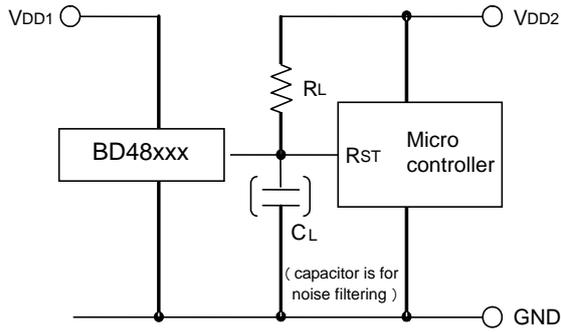 VDD1
VDD2
RL
BD48xxx
RST
Micro
controller
CL
( capacitor is for
noise filtering )
GND